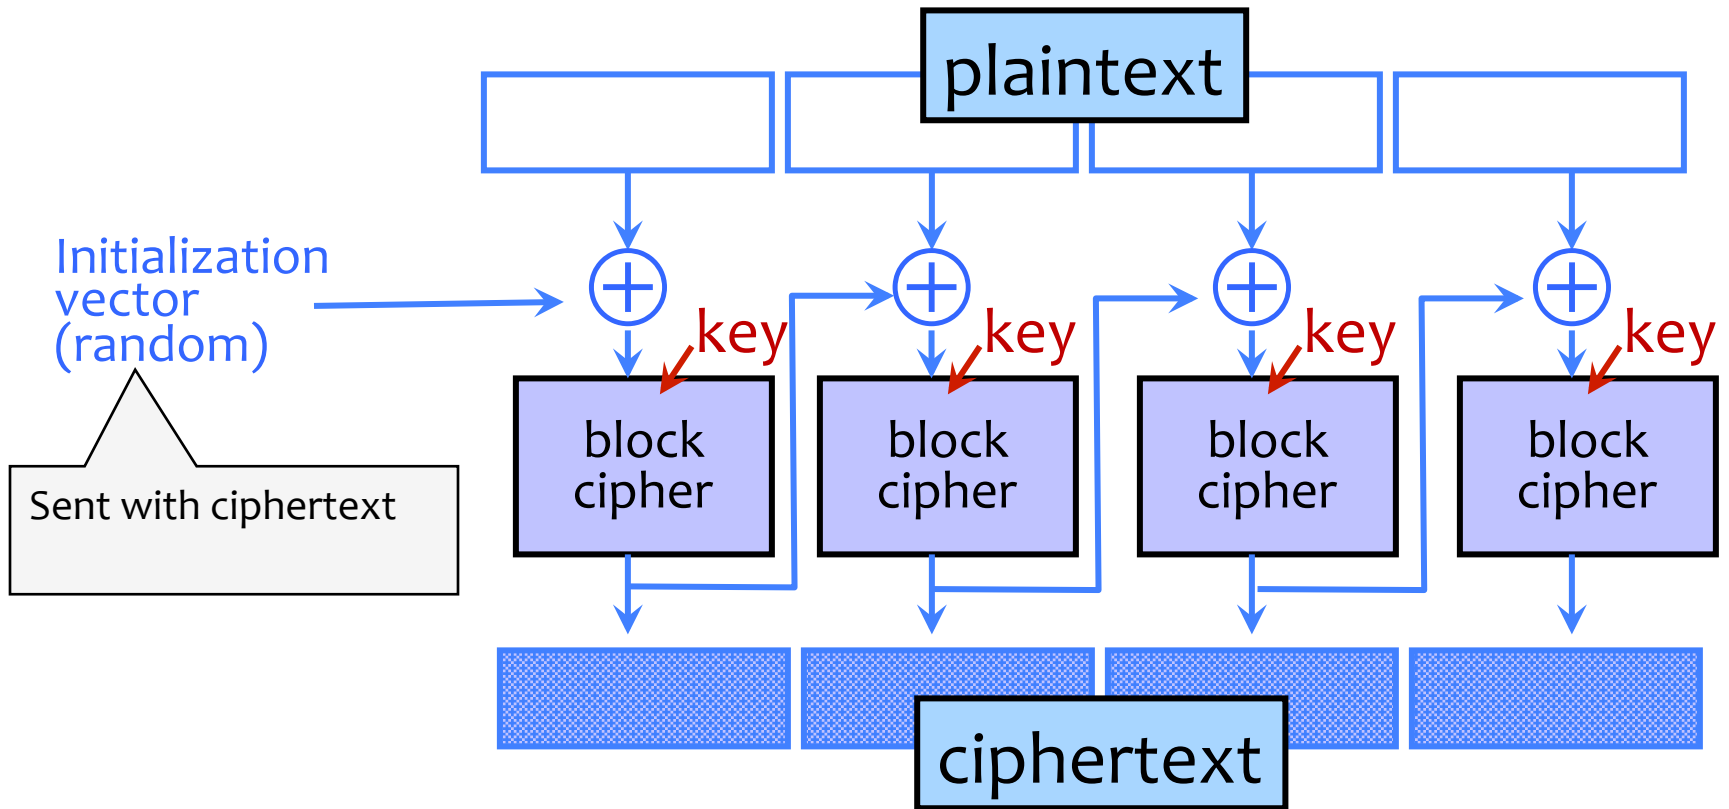 plaintext
Initialization
vector
(random)
key
key
key
key
block
cipher
block
cipher
block
cipher
block
cipher
Sent with ciphertext
ciphertext